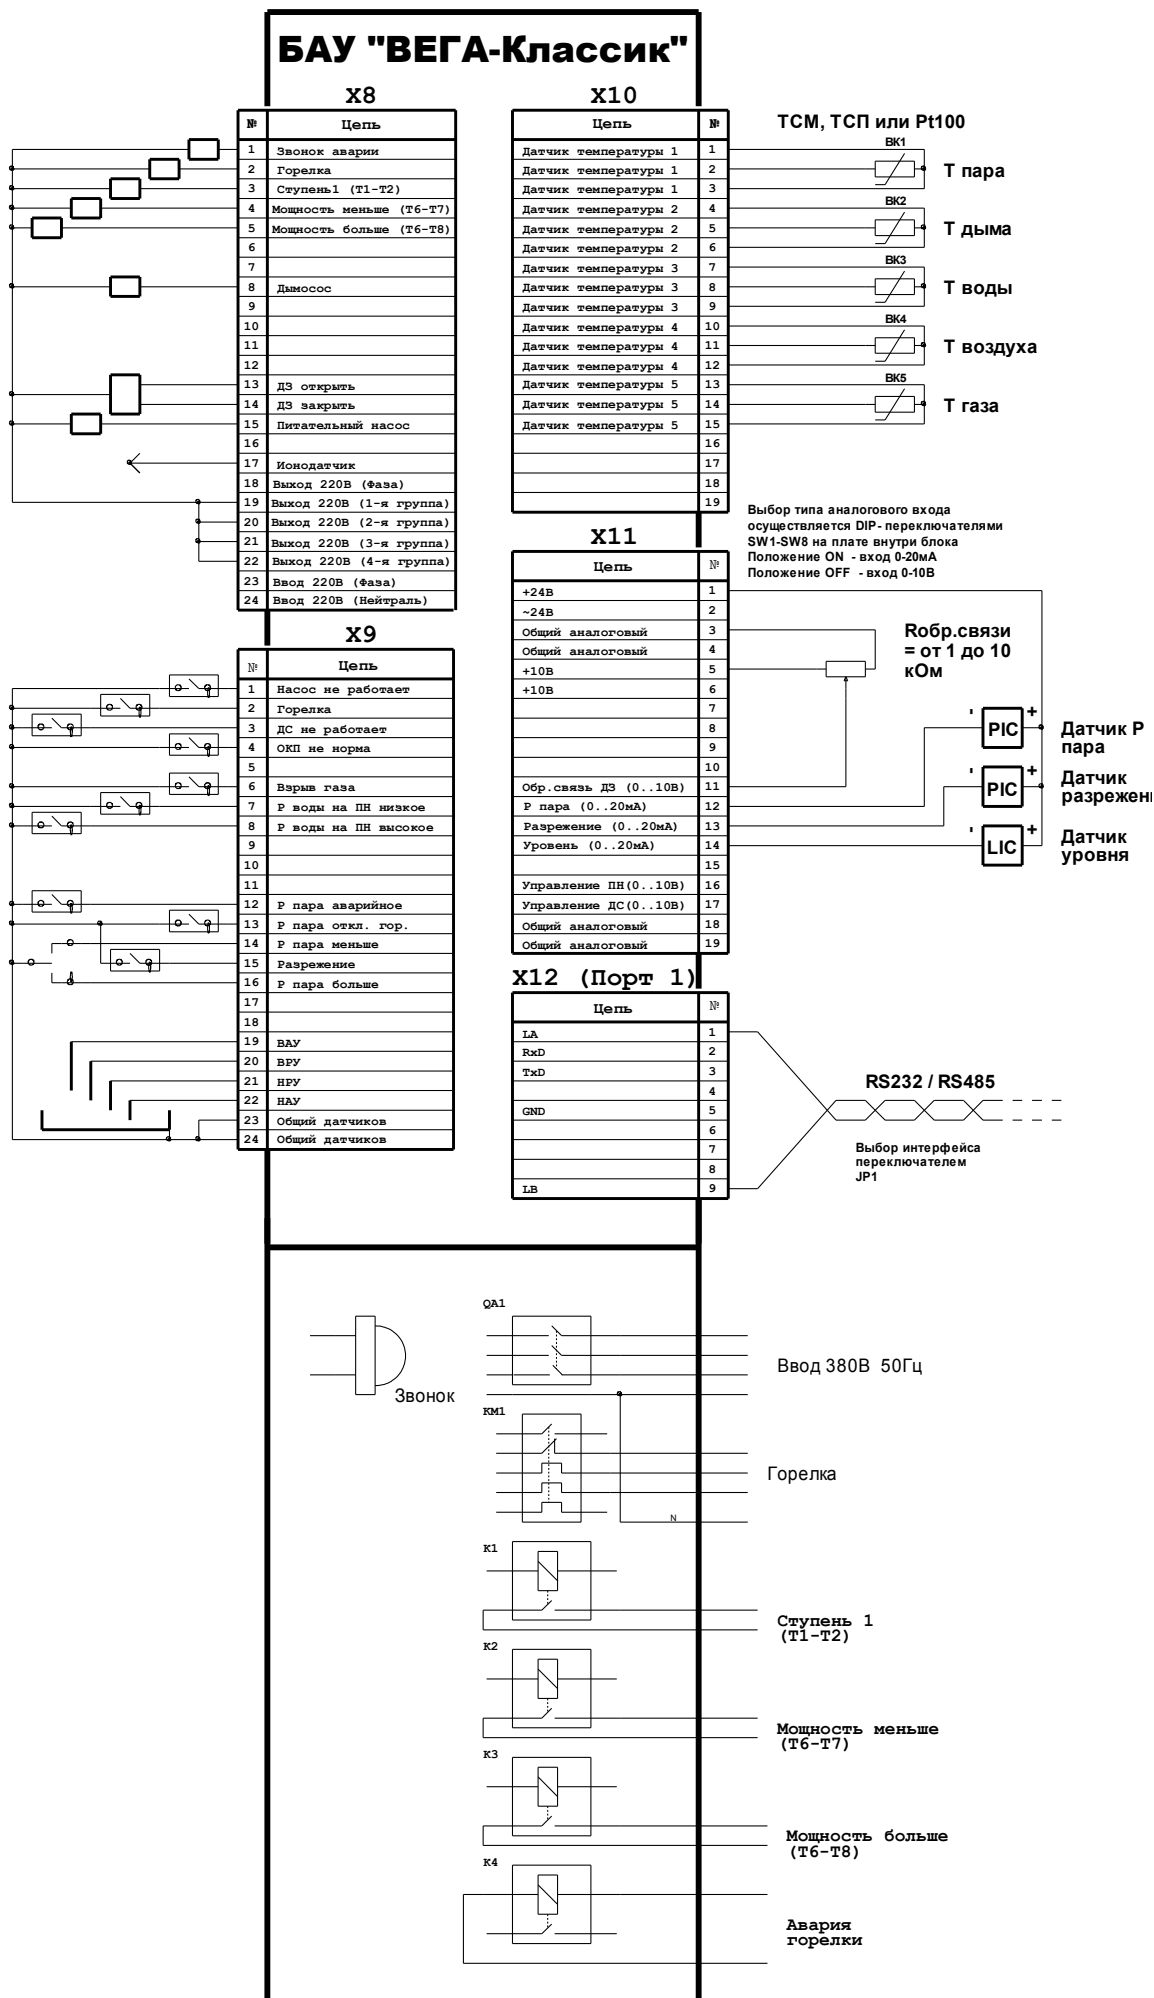 БАУ "ВЕГА-Классик"
X8
№ Цепь
1 Звонок аварии
2 Горелка
3 Ступень1 (Т1-Т2)
4 Мощность меньше (Т6-Т7)
5 Мощность больше (Т6-Т8)
6
7
8 Дымосос
9
10
11
12
13 ДЗ открыть
14 ДЗ закрыть
15 Питательный насос
16
17 Ионодатчик
18 Выход 220В (Фаза)
19 Выход 220В (1-я группа)
20 Выход 220В (2-я группа)
21 Выход 220В (3-я группа)
22 Выход 220В (4-я группа)
23 Ввод 220В (Фаза)
24 Ввод 220В (Нейтраль)
X9
№ Цепь
1 Насос не работает
2 Горелка
3 ДС не работает
4 ОКП не норма
5
6 Взрыв газа
7 Р воды на ПН низкое
8 Р воды на ПН высокое
9
10
11
12 Р пара аварийное
13 Р пара откл. гор.
14 Р пара меньше
15 Разрежение
16 Р пара больше
17
18
19 ВАУ
20 ВРУ
21 НРУ
22 НАУ
23 Общий датчиков
24 Общий датчиков
X10
Цепь №
Датчик температуры 1 1
Датчик температуры 1 2
Датчик температуры 1 3
Датчик температуры 2 4
Датчик температуры 2 5
Датчик температуры 2 6
Датчик температуры 3 7
Датчик температуры 3 8
Датчик температуры 3 9
Датчик температуры 4 10
Датчик температуры 4 11
Датчик температуры 4 12
Датчик температуры 5 13
Датчик температуры 5 14
Датчик температуры 5 15
16
17
18
19
ТСМ, ТСП или Pt100
ВК1
Т пара
ВК2
Т дыма
ВК3
Т воды
ВК4
Т воздуха
ВК5
Т газа
Выбор типа аналогового входа
осуществляется DIP- переключателями
SW1-SW8 на плате внутри блока
Положение ON - вход 0-20мА
Положение OFF - вход 0-10В
X11
Цепь №
+24В 1
~24В 2
Общий аналоговый 3
Общий аналоговый 4
+10В 5
+10В 6
7
8
9
10
Обр.связь ДЗ (0..10В) 11
Р пара (0..20мА) 12
Разрежение (0..20мА) 13
Уровень (0..20мА) 14
15
Управление ПН(0..10В) 16
Управление ДС(0..10В) 17
Общий аналоговый 18
Общий аналоговый 19
Rобр.связи
= от 1 до 10
кОм
' PIC +
Датчик Р
пара
' PIC +
Датчик
разрежен
' LIC +
Датчик
уровня
X12 (Порт 1)
Цепь №
LA 1
RxD 2
TxD 3
4
GND 5
6
7
8
LB 9
RS232 / RS485
Выбор интерфейса
переключателем
JP1
Звонок
QA1
Ввод 380В 50Гц
КМ1
Горелка
N
К1
Ступень 1
(Т1-Т2)
К2
Мощность меньше
(Т6-Т7)
К3
Мощность больше
(Т6-Т8)
К4
Авария
горелки